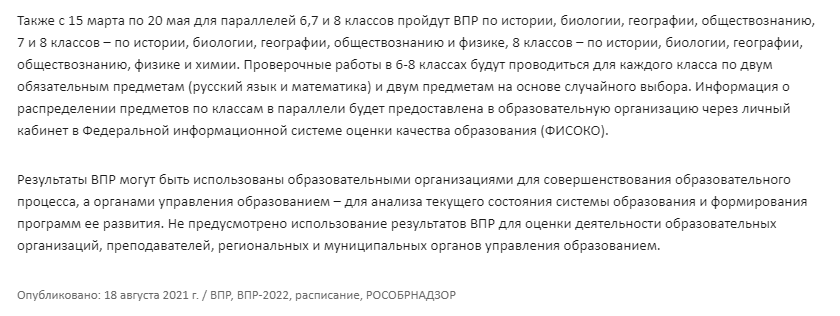 Также с 15 марта по 20 мая для параллелей 6,7 и 8 классов пройдут ВПР по истории, биологии, географии, обществознанию,
7 и 8 классов – по истории, биологии, географии, обществознанию и физике, 8 классов – по истории, биологии, географии,
обществознанию, физике и химии. Проверочные работы в 6-8 классах будут проводиться для каждого класса по двум
обязательным предметам (русский язык и математика) и двум предметам на основе случайного выбора. Информация о
распределении предметов по классам в параллели будет предоставлена в образовательную организацию через личный
кабинет в Федеральной информационной системе оценки качества образования (ФИСОКО).
Результаты ВПР могут быть использованы образовательными организациями для совершенствования образовательного
процесса, а органами управления образованием – для анализа текущего состояния системы образования и формирования
программ ее развития. Не предусмотрено использование результатов ВПР для оценки деятельности образовательных
организаций, преподавателей, региональных и муниципальных органов управления образованием.
Опубликовано: 18 августа 2021 г. / ВПР, ВПР-2022, расписание, РОСОБРНАДЗОР